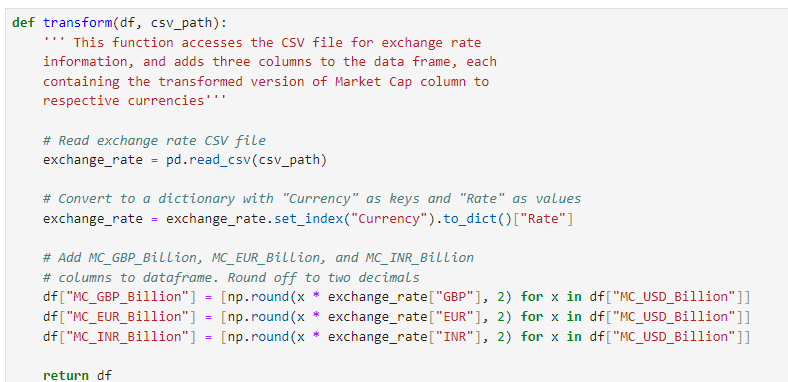 def transform(df, csv_path):
    ''' This function accesses the CSV file for exchange rate
    information, and adds three columns to the data frame, each
    containing the transformed version of Market Cap column to
    respective currencies'''

    # Read exchange rate CSV file
    exchange_rate = pd.read_csv(csv_path)

    # Convert to a dictionary with "Currency" as keys and "Rate" as values
    exchange_rate = exchange_rate.set_index("Currency").to_dict()["Rate"]

    # Add MC_GBP_Billion, MC_EUR_Billion, and MC_INR_Billion
    # columns to dataframe. Round off to two decimals
    df["MC_GBP_Billion"] = [np.round(x * exchange_rate["GBP"], 2) for x in df["MC_USD_Billion"]]
    df["MC_EUR_Billion"] = [np.round(x * exchange_rate["EUR"], 2) for x in df["MC_USD_Billion"]]
    df["MC_INR_Billion"] = [np.round(x * exchange_rate["INR"], 2) for x in df["MC_USD_Billion"]]

    return df